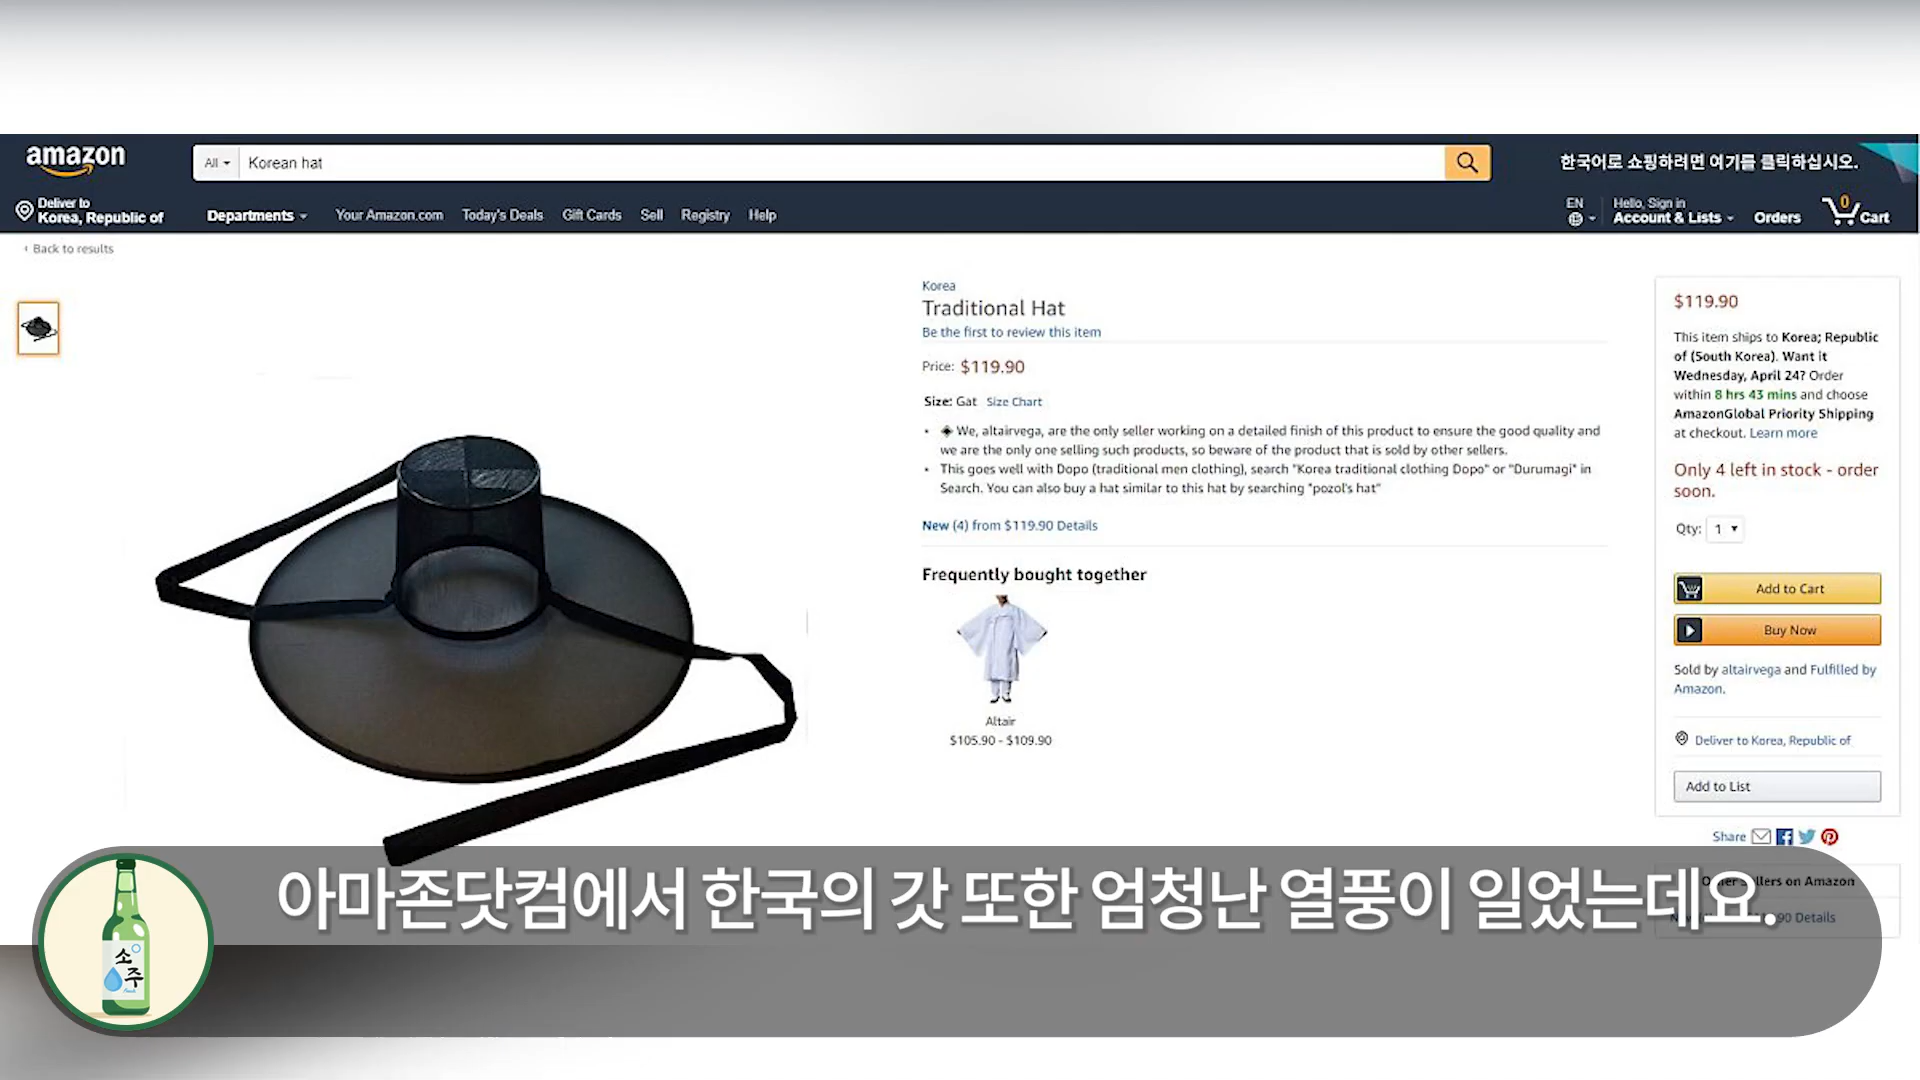 amazon
All
Korean hat
한국어로 쇼핑하려면 여기를 클릭하십시오.
Deliver to
Korea, Republic of
Departments
Your Amazon.com
Today's Deals
Gift Cards
Sell
Registry
Help
EN
Hello, Sign in
Account & Lists
Orders
0
Cart
‹ Back to results
Korea
Traditional Hat
Be the first to review this item
Price: $119.90
Size: Gat Size Chart
• ◈ We, altairvega, are the only seller working on a detailed finish of this product to ensure the good quality and
we are the only one selling such products, so beware of the product that is sold by other sellers.
• This goes well with Dopo (traditional men clothing), search "Korea traditional clothing Dopo" or "Durumagi" in
Search. You can also buy a hat similar to this hat by searching "pozol's hat"
New (4) from $119.90 Details
Frequently bought together
Altair
$105.90 - $109.90
$119.90
This item ships to Korea; Republic
of (South Korea). Want it
Wednesday, April 24? Order
within 8 hrs 43 mins and choose
AmazonGlobal Priority Shipping
at checkout. Learn more
Only 4 left in stock - order
soon.
Qty: 1
Add to Cart
Buy Now
Sold by altairvega and Fulfilled by
Amazon.
Deliver to Korea, Republic of
Add to List
Share
Sellers on Amazon
Details
아마존닷컴에서 한국의 갓 또한 엄청난 열풍이 일었는데요.
소주